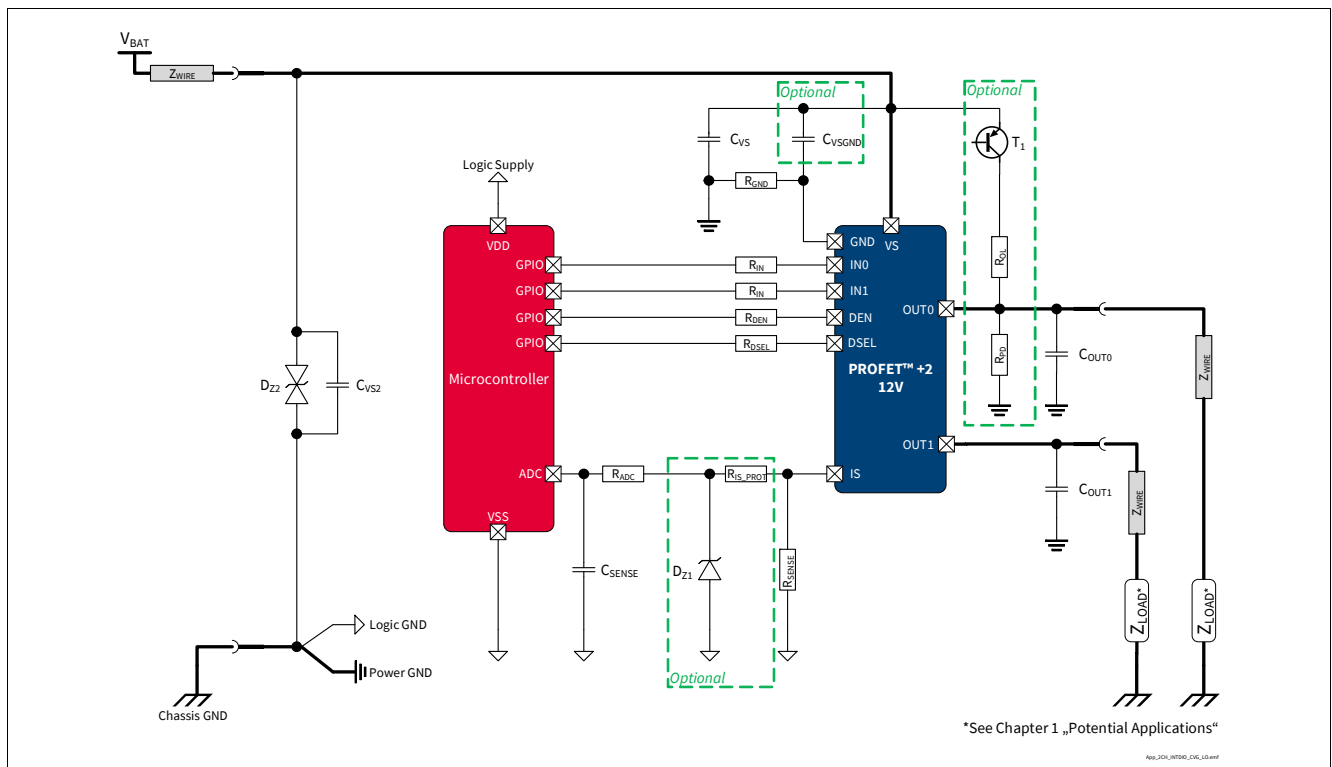 VBAT
ZWIRE
Optional
Optional
CVS
CVSGND
T1
Logic Supply
RGND
VDD
GND
VS
GPIO
RIN
IN0
ROL
GPIO
RIN
IN1
GPIO
RDEN
DEN
OUT0
GPIO
RDSEL
DSEL
RPD
COUT0
ZWIRE
DZ2
CVS2
Microcontroller
PROFET™ +2
12V
OUT1
ADC
RADC
RIS_PROT
IS
COUT1
ZWIRE
VSS
CSENSE
DZ1
RSENSE
ZLOAD*
ZLOAD*
Logic GND
Power GND
Optional
Chassis GND
*See Chapter 1 „Potential Applications“
App_2CH_INTDIO_CVG_LO.emf